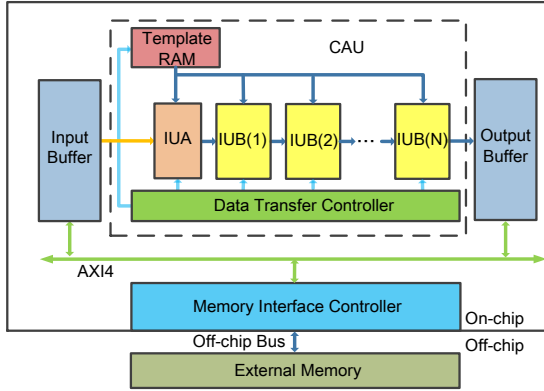 Template
RAM
CAU
Input
Buffer
IUA
IUB(1)
IUB(2)
...
IUB(N)
Output
Buffer
Data Transfer Controller
AXI4
Memory Interface Controller
On-chip
Off-chip Bus
Off-chip
External Memory